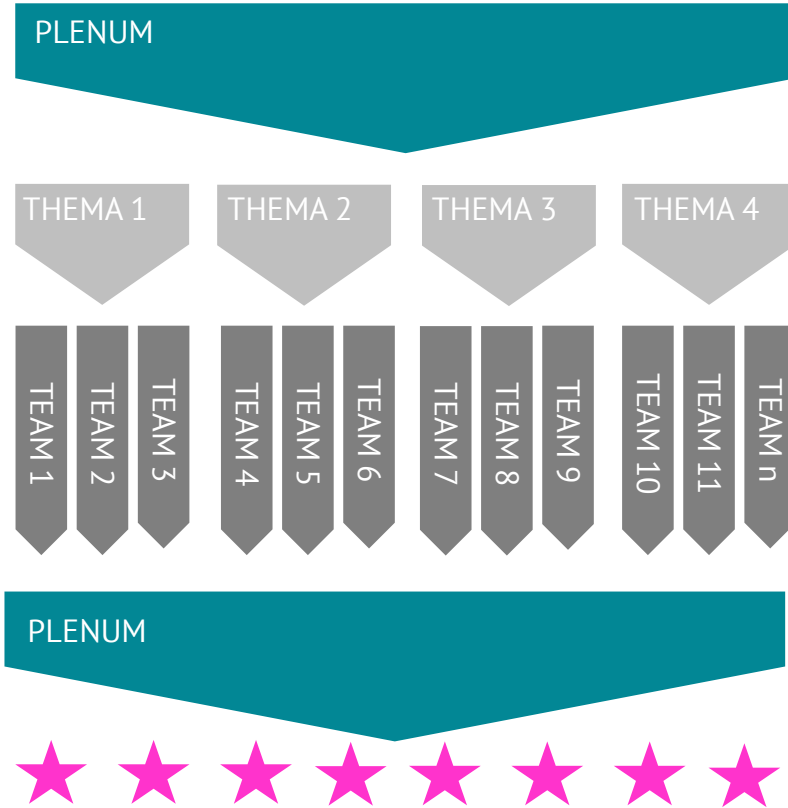 PLENUM
THEMA 1
THEMA 2
THEMA 3
THEMA 4
TEAM 1
TEAM 2
TEAM 3
TEAM 4
TEAM 5
TEAM 6
TEAM 7
TEAM 8
TEAM 9
TEAM 10
TEAM 11
TEAM n
PLENUM